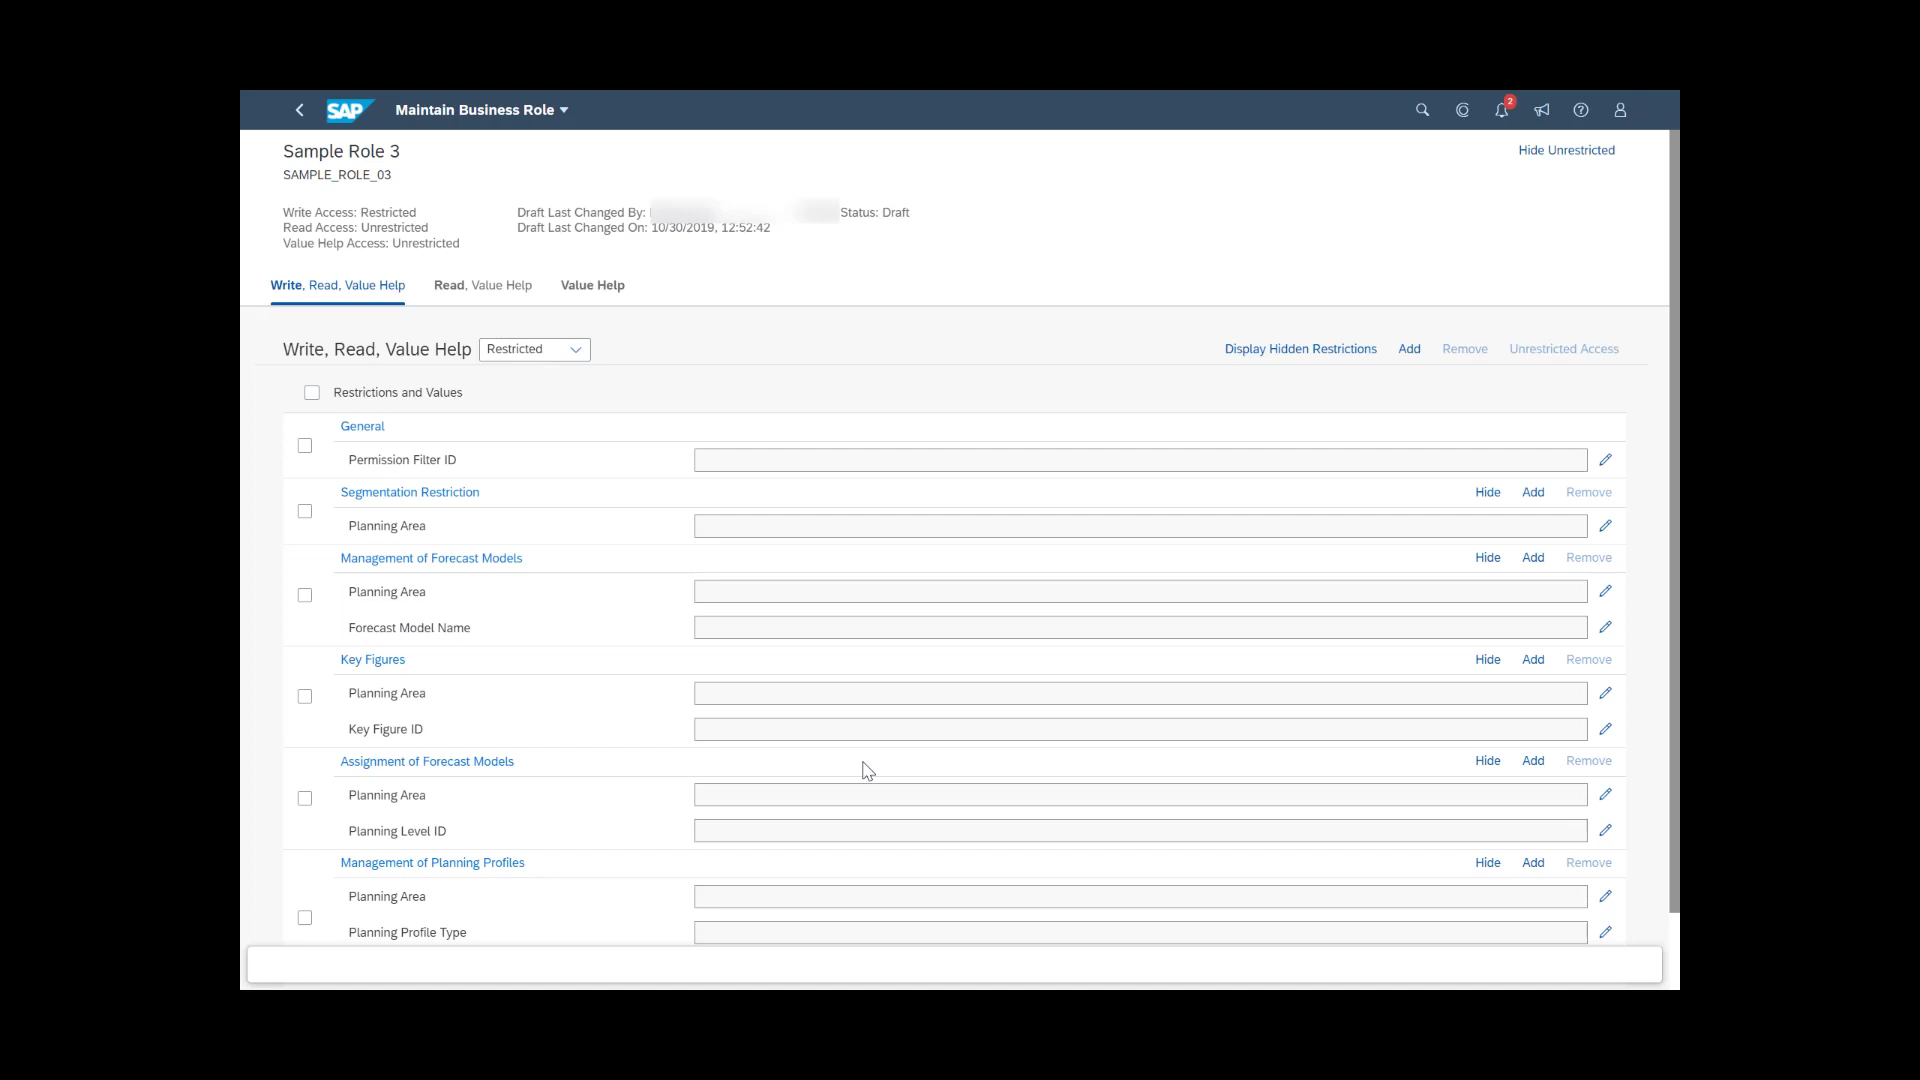 SAP Maintain Business Role
2
Sample Role 3
Hide Unrestricted
SAMPLE_ROLE_03
Write Access: Restricted
Draft Last Changed By:
Status: Draft
Read Access: Unrestricted
Draft Last Changed On: 10/30/2019, 12:52:42
Value Help Access: Unrestricted
Write, Read, Value Help
Read, Value Help
Value Help
Write, Read, Value Help Restricted
Display Hidden Restrictions Add Remove Unrestricted Access
Restrictions and Values
General
Permission Filter ID
Segmentation Restriction Hide Add Remove
Planning Area
Management of Forecast Models Hide Add Remove
Planning Area
Forecast Model Name
Key Figures Hide Add Remove
Planning Area
Key Figure ID
Assignment of Forecast Models Hide Add Remove
Planning Area
Planning Level ID
Management of Planning Profiles Hide Add Remove
Planning Area
Planning Profile Type